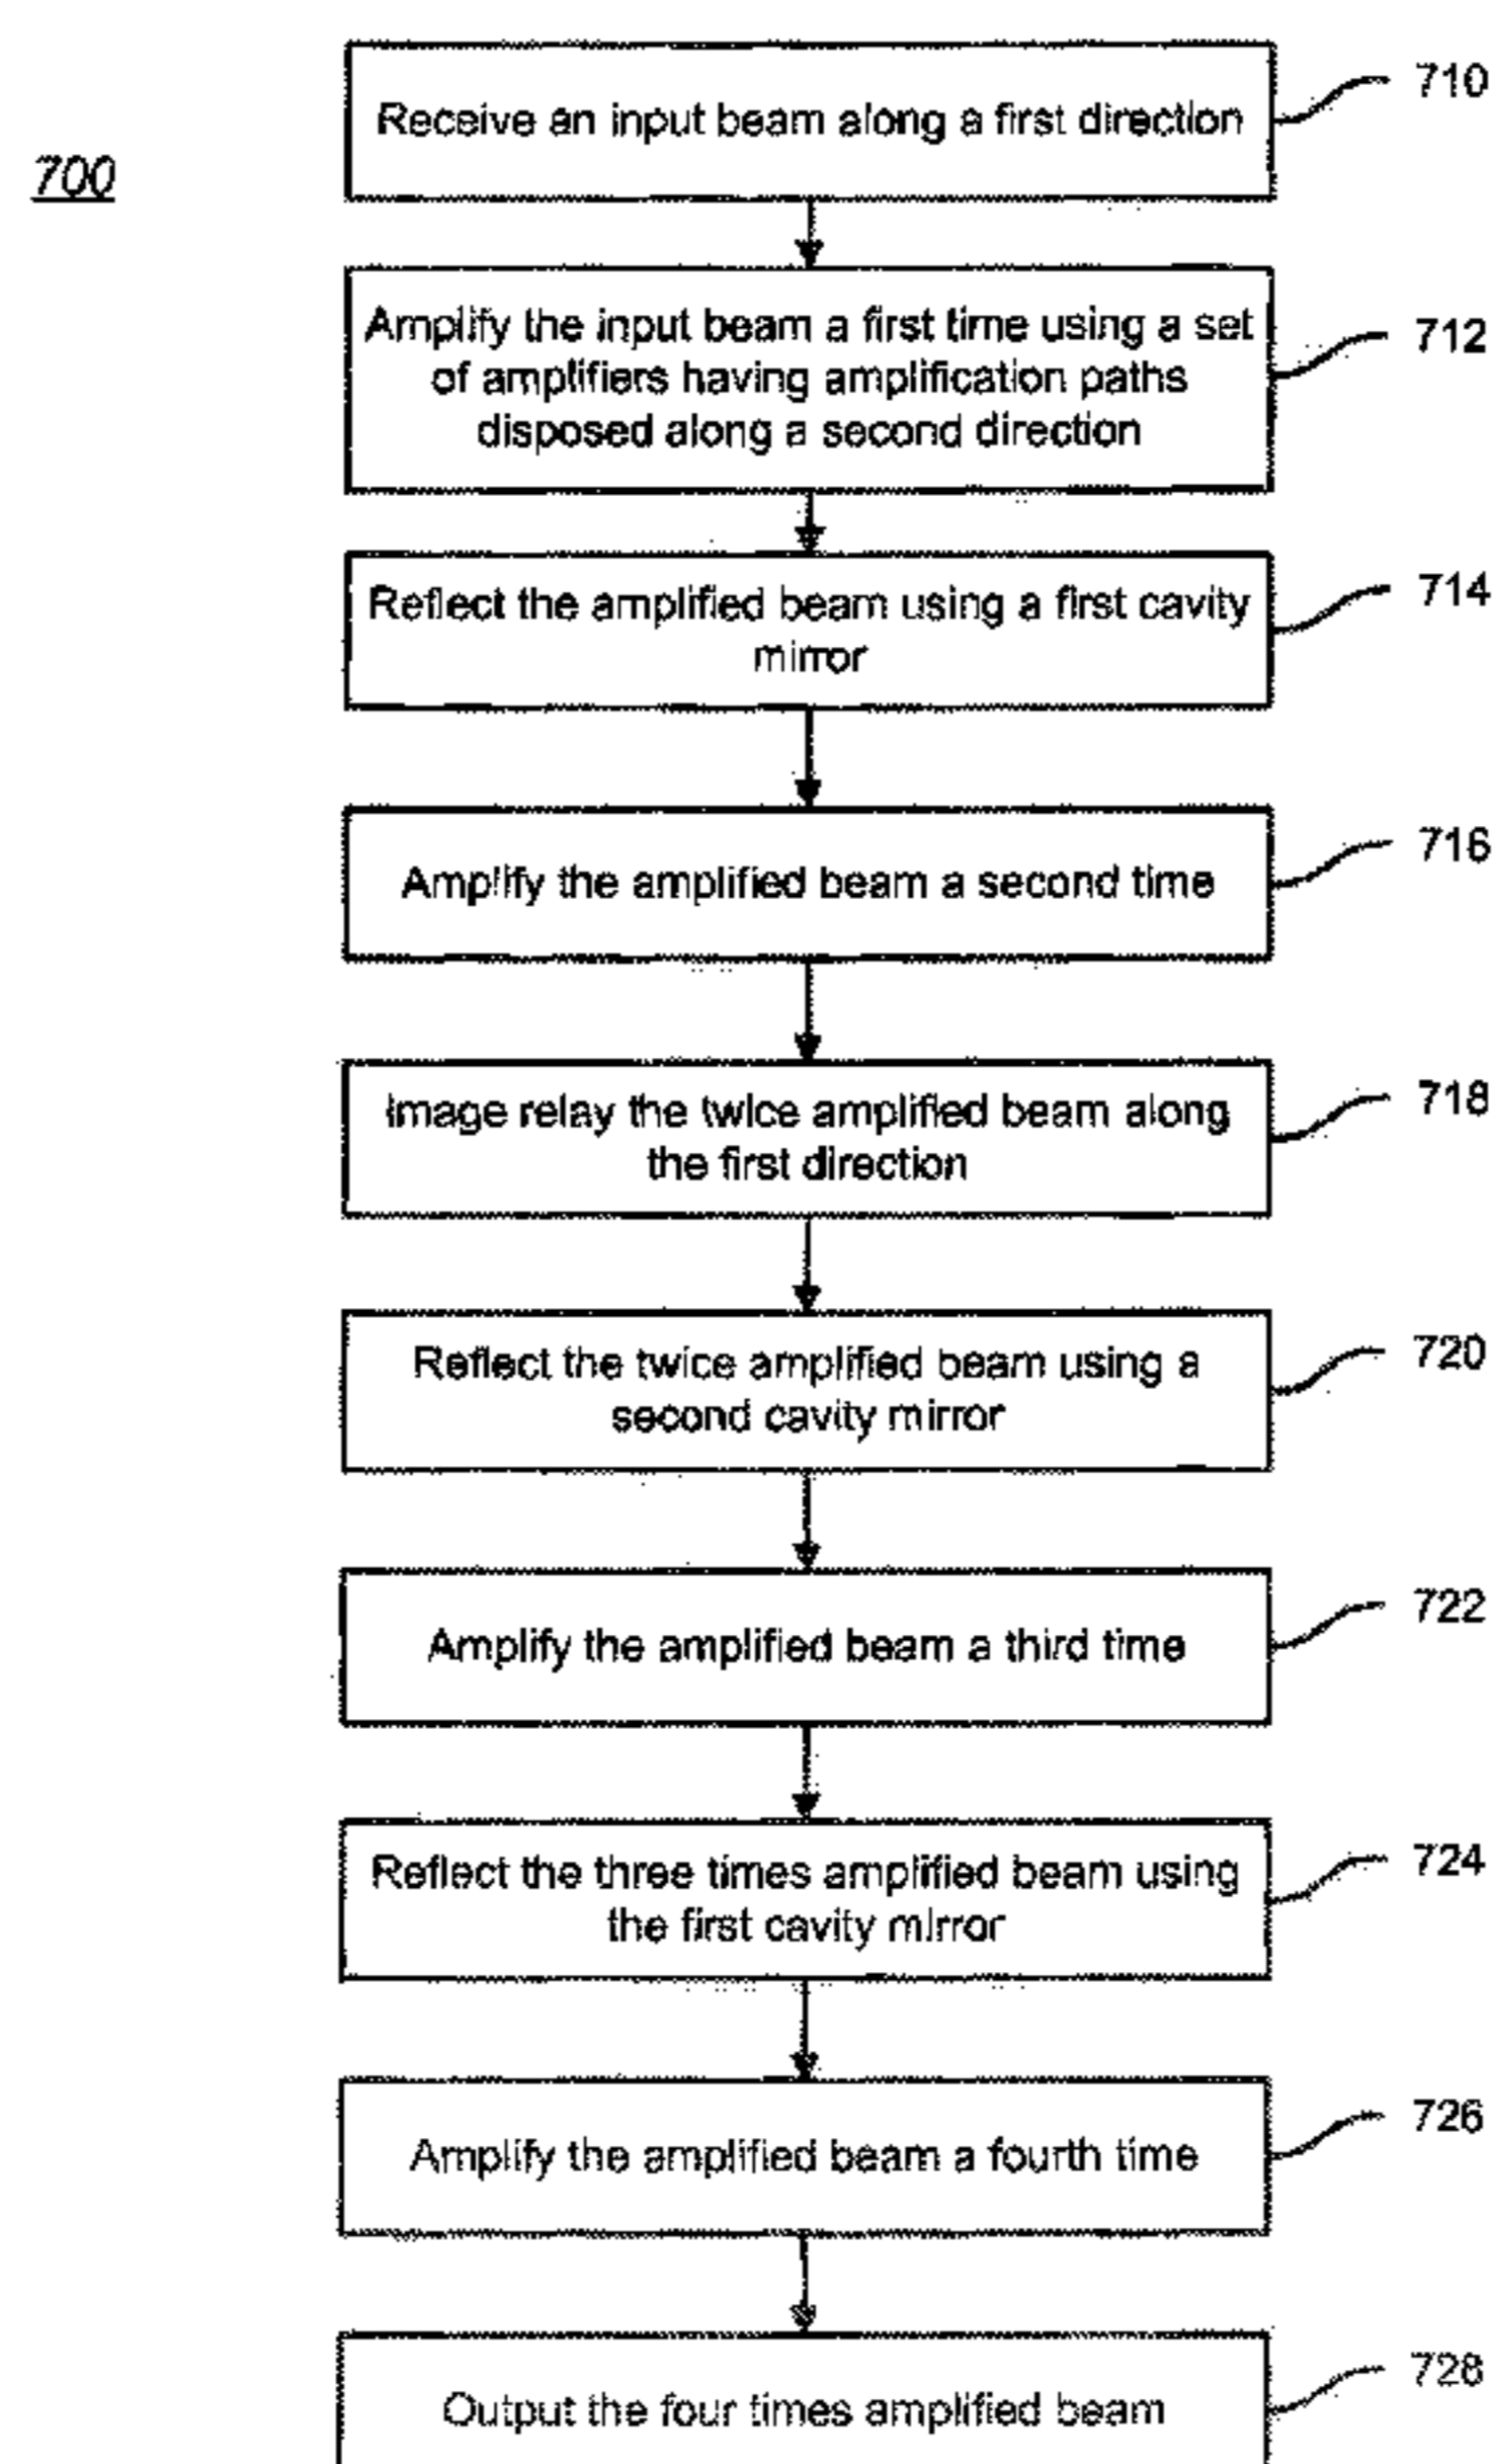 700
Receive an input beam along a first direction
710
Amplify the input beam a first time using a set
of amplifiers having amplification paths
disposed along a second direction
712
Reflect the amplified beam using a first cavity
mirror
714
Amplify the amplified beam a second time
716
Image relay the twice amplified beam along
the first direction
718
Reflect the twice amplified beam using a
second cavity mirror
720
Amplify the amplified beam a third time
722
Reflect the three times amplified beam using
the first cavity mirror
724
Amplify the amplified beam a fourth time
726
Output the four times amplified beam
728